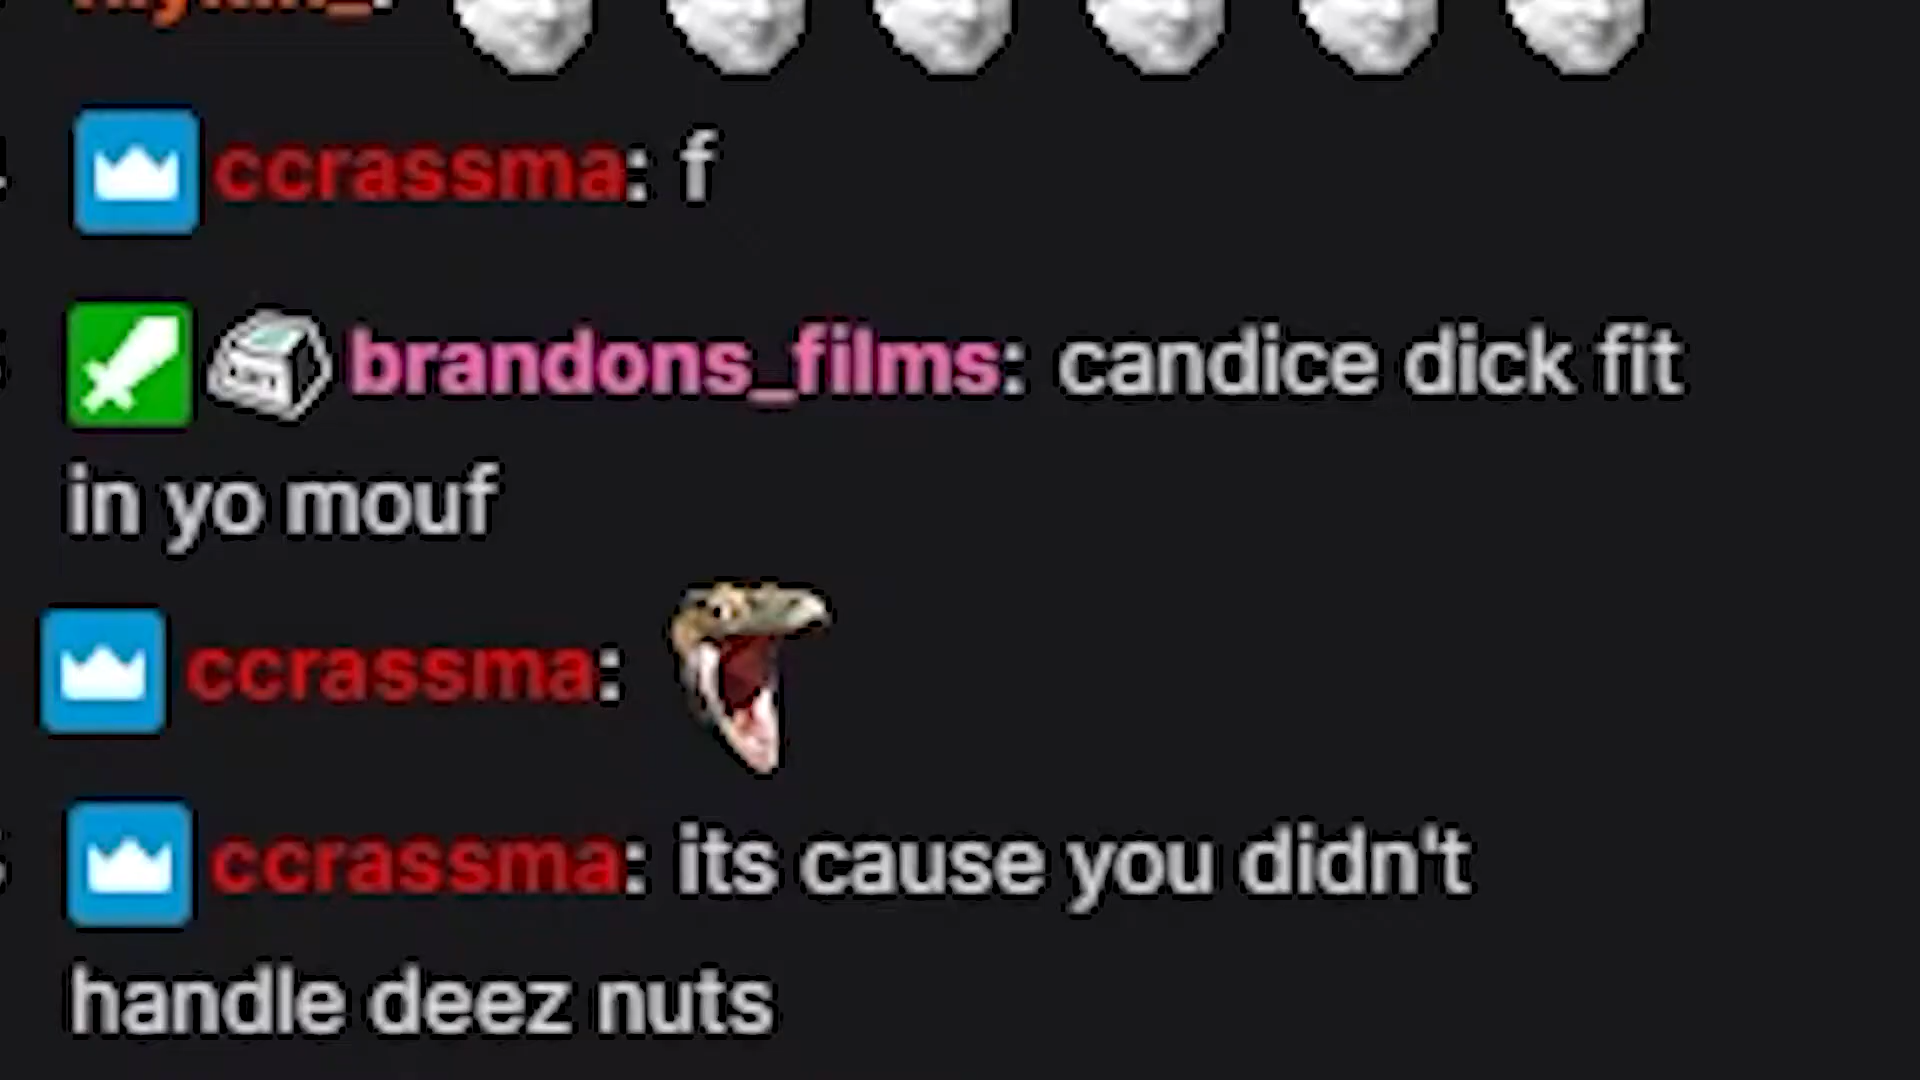 ccrassma: f
brandons_films: candice dick fit
in yo mouf
ccrassma:
ccrassma: its cause you didn't
handle deez nuts